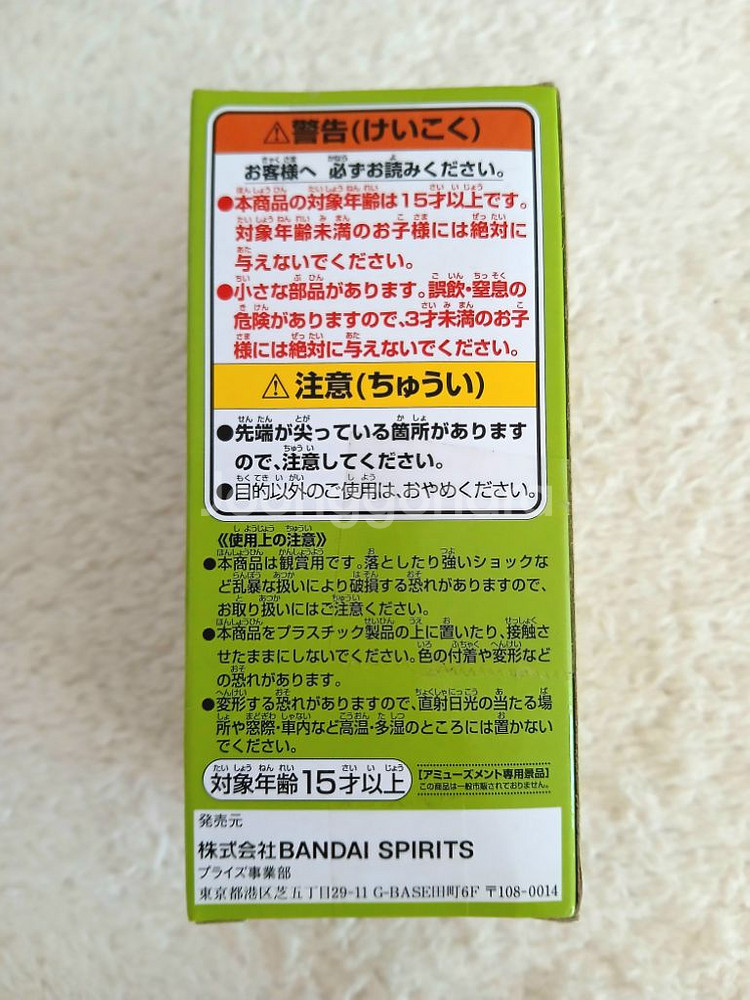 ⚠警告(けいこく)
お客様へ 必ずお読みください。
●本商品の対象年齢は15才以上です。
対象年齢未満のお子様には絶対に
与えないでください。
●小さな部品があります。誤飲・窒息の
危険がありますので、3才未満のお子
様には絶対に与えないでください。
⚠注意(ちゅうい)
●先端が尖っている箇所があります
ので、注意してください。
●目的以外のご使用は、おやめください。
《使用上の注意》
●本商品は観賞用です。落としたり強いショックな
ど乱暴な扱いにより破損する恐れがありますので、
お取り扱いにはご注意ください。
●本商品をプラスチック製品の上に置いたり、接触さ
せたままにしないでください。色の付着や変形など
の恐れがあります。
●変形する恐れがありますので、直射日光の当たる場
所や窓際・車内など高温・多湿のところには置かない
でください。
対象年齢15才以上
【アミューズメント専用景品】
この商品は一般市販されておりません。
発売元
株式会社BANDAI SPIRITS
プライズ事業部
東京都港区芝五丁目29-11 G-BASE田町6F 〒108-0014